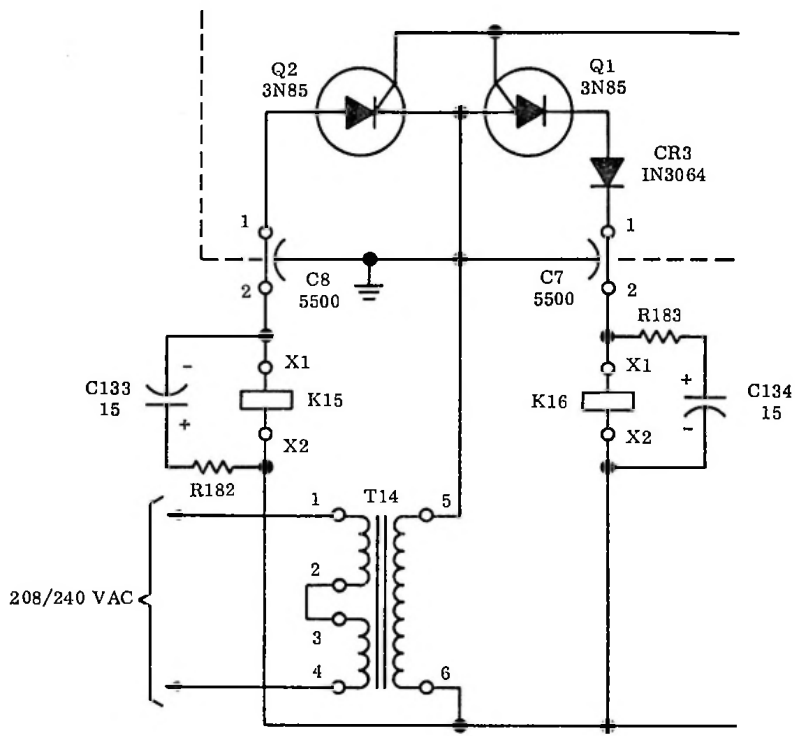 Q2
3N85
Q1
3N85
CR3
IN3064
1
1
C8
5500
C7
5500
2
2
R183
X1
X1
C133
15
-
+
K15
K16
+
-
C134
15
X2
X2
R182
T14
1
5
2
208/240 VAC
3
4
6